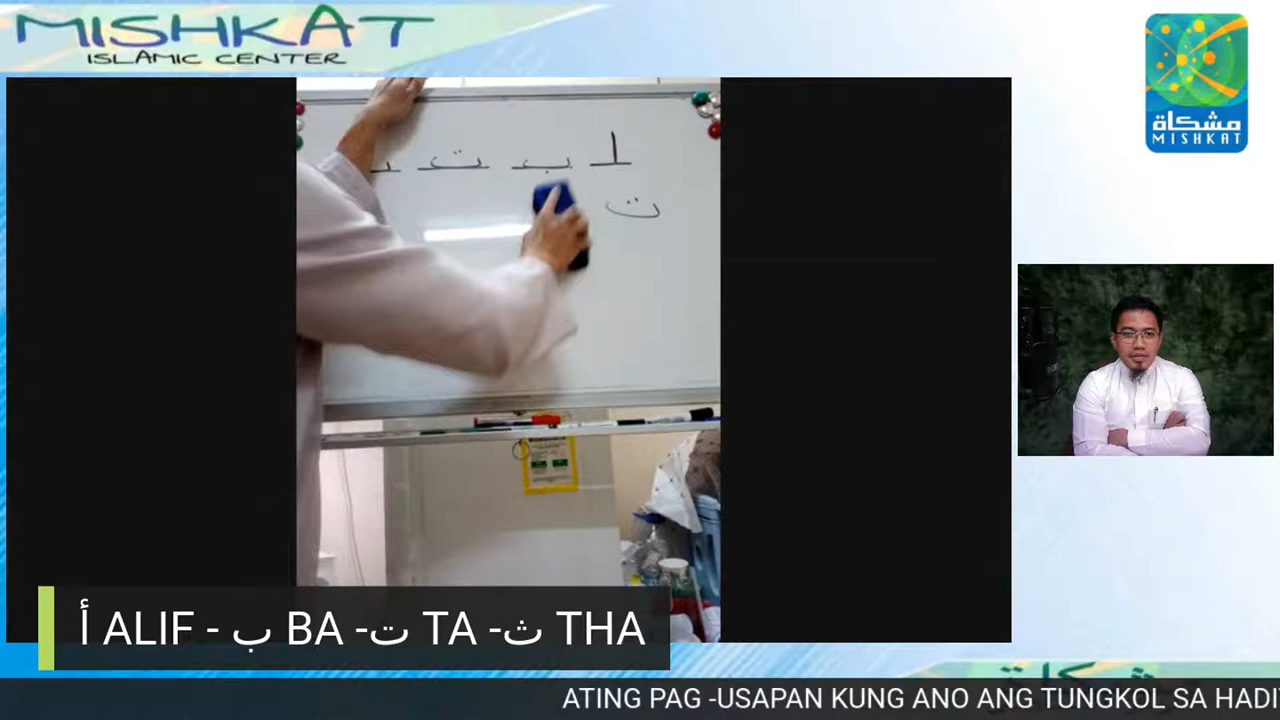 MISHKAT
ISLAMIC CENTER
مشكاة
MISHKAT
ا ب ت
ت
أ ALIF - ب BA -ت TA -ث THA
ATING PAG -USAPAN KUNG ANO ANG TUNGKOL SA HADI